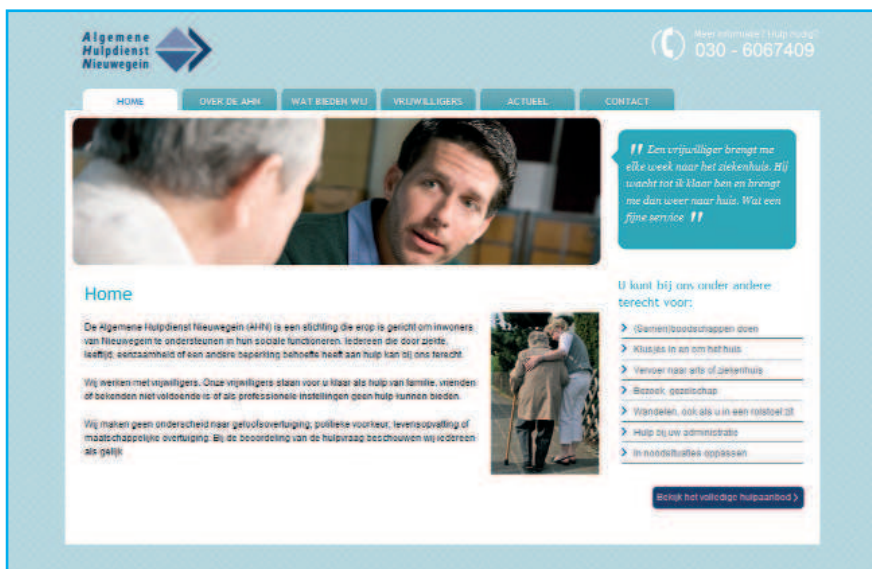 Algemene
Hulpdienst
Nieuwegein
Meer informatie? Hulp nodig?
030 - 6067409
HOME
OVER DE AHN
WAT BIEDEN WIJ
VRIJWILLIGERS
ACTUEEL
CONTACT
" Een vrijwilliger brengt me
elke week naar het ziekenhuis. Hij
wacht tot ik klaar ben en brengt
me dan weer naar huis. Wat een
fijne service "
Home
De Algemene Hulpdienst Nieuwegein (AHN) is een stichting die erop is gericht om inwoners
van Nieuwegein te ondersteunen in hun sociale functioneren. Iedereen die door ziekte,
leeftijd, eenzaamheid of een andere beperking behoefte heeft aan hulp kan bij ons terecht.
Wij werken met vrijwilligers. Onze vrijwilligers staan voor u klaar als hulp van familie, vrienden
of bekenden niet voldoende is of als professionele instellingen geen hulp kunnen bieden.
Wij maken geen onderscheid naar geloofsovertuiging, politieke voorkeur, levensopvatting of
maatschappelijke overtuiging. Bij de beoordeling van de hulpvraag beschouwen wij iedereen
als gelijk
U kunt bij ons onder andere
terecht voor:
(Samen)boodschappen doen
Klusjes in en om het huis
Vervoer naar arts of ziekenhuis
Bezoek, gezelschap
Wandelen, ook als u in een rolstoel zit
Hulp bij uw administratie
In noodsituaties oppassen
Bekijk het volledige hulpaanbod >